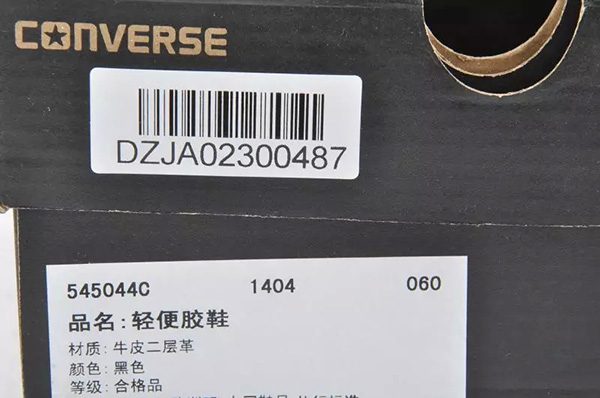 CONVERSE
DZJA02300487
545044C 1404 060
品名:轻便胶鞋
材质:牛皮二层革
颜色:黑色
等级:合格品